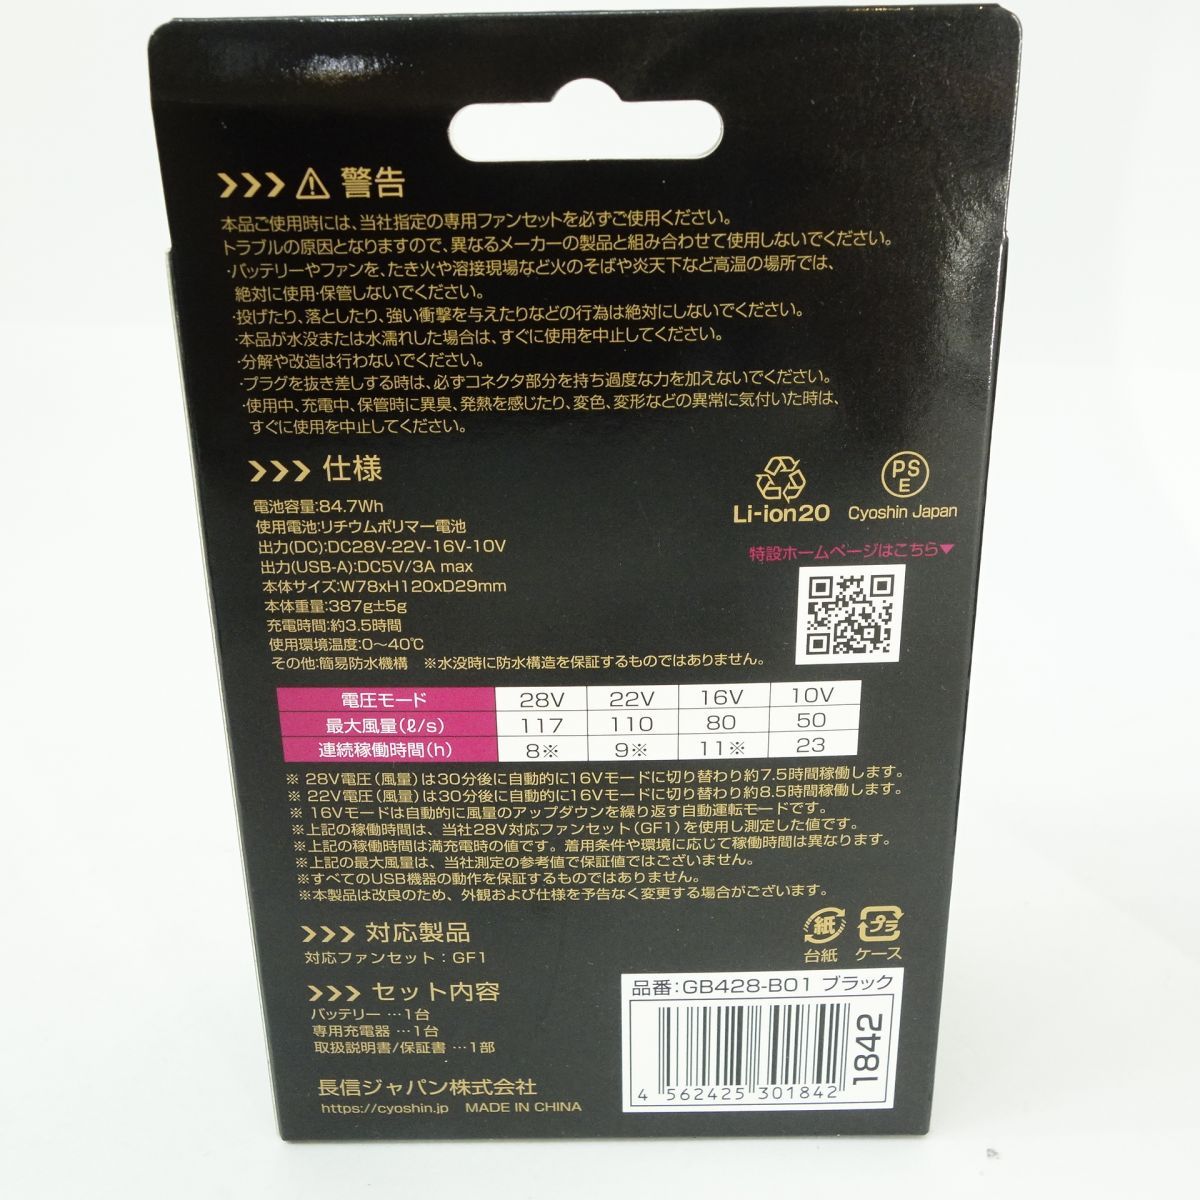 警告
本品ご使用時には、当社指定の専用ファンセットを必ずご使用ください。
トラブルの原因となりますので、異なるメーカーの製品と組み合わせて使用しないでください。
・バッテリーやファンを、たき火や溶接現場など火のそばや炎天下など高温の場所では、
絶対に使用・保管しないでください。
・投げたり、落としたり、強い衝撃を与えたりなどの行為は絶対にしないでください。
・本品が水没または水濡れした場合は、すぐに使用を中止してください。
・分解や改造は行わないでください。
・プラグを抜き差しする時は、必ずコネクタ部分を持ち過度な力を加えないでください。
・使用中、充電中、保管時に異臭、発熱を感じたり、変色、変形などの異常に気付いた時は、
すぐに使用を中止してください。
仕様
電池容量:84.7Wh
使用電池:リチウムポリマー電池
出力(DC):DC28V-22V-16V-10V
出力(USB-A):DC5V/3A max
本体サイズ:W78xH120xD29mm
本体重量:387g±5g
充電時間:約3.5時間
使用環境温度:0～40℃
その他:簡易防水機構 ※水没時に防水構造を保証するものではありません。
Li-ion20
PS
E
Cyoshin Japan
特設ホームページはこちら▼
電圧モード 28V 22V 16V 10V
最大風量(ℓ/s) 117 110 80 50
連続稼働時間(h) 8※ 9※ 11※ 23
※ 28V電圧(風量)は30分後に自動的に16Vモードに切り替わり約7.5時間稼働します。
※ 22V電圧(風量)は30分後に自動的に16Vモードに切り替わり約8.5時間稼働します。
※ 16Vモードは自動的に風量のアップダウンを繰り返す自動運転モードです。
※上記の稼働時間は、当社28V対応ファンセット(GF1)を使用し測定した値です。
※上記の稼働時間は満充電時の値です。着用条件や環境に応じて稼働時間は異なります。
※上記の最大風量は、当社測定の参考値で保証値ではございません。
※すべてのUSB機器の動作を保証するものではありません。
※本製品は改良のため、外観および仕様を予告なく変更する場合がございます。
対応製品
対応ファンセット：GF1
紙
台紙
プラ
ケース
セット内容
バッテリー …1台
専用充電器 …1台
取扱説明書/保証書 …1部
長信ジャパン株式会社
https://cyoshin.jp MADE IN CHINA
品番:GB428-B01 ブラック
4 562425 301842
1842